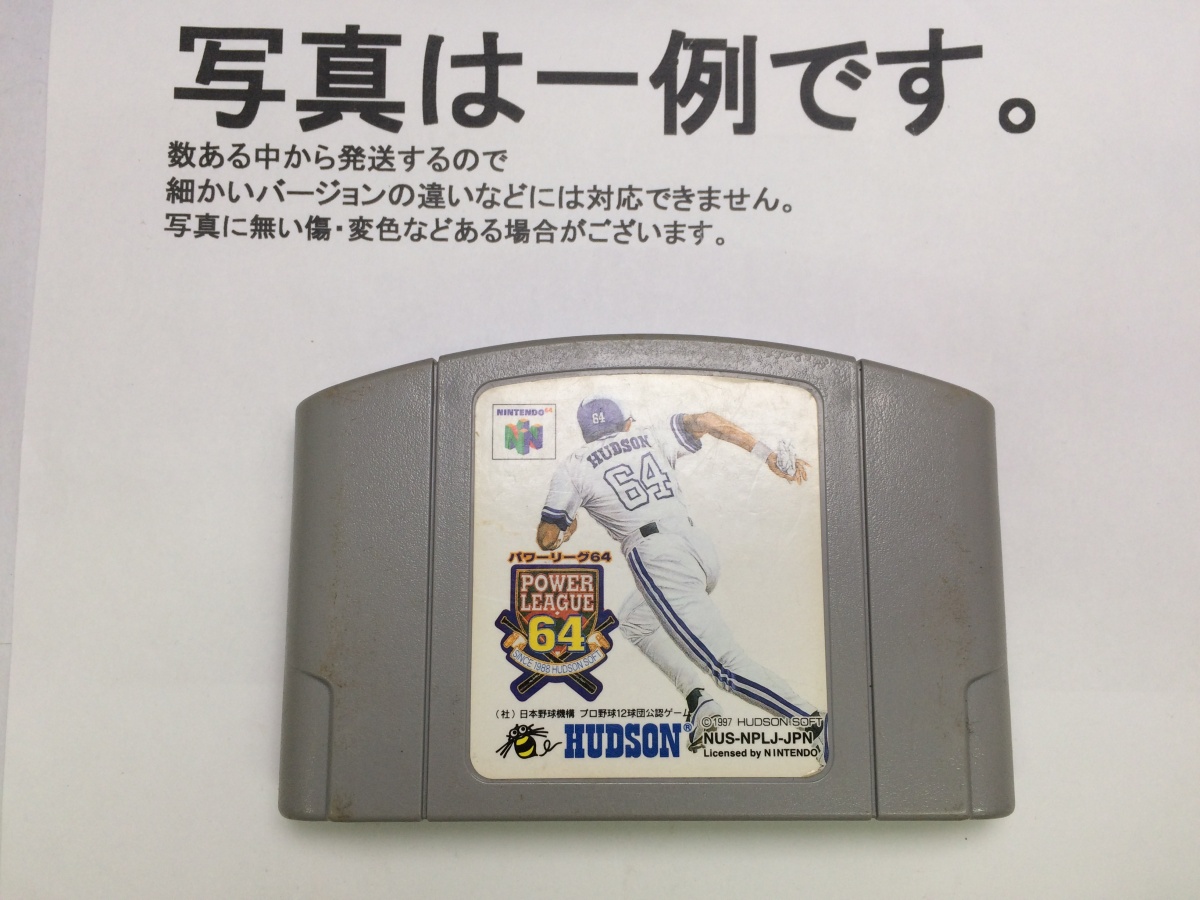 写真は一例です。
数ある中から発送するので
細かいバージョンの違いなどには対応できません。
写真に無い傷・変色などある場合がございます。
NINTENDO64
64
HUDSON
64
パワーリーグ64
POWER
LEAGUE
64
SINCE 1988 HUDSON SOFT
(社)日本野球機構 プロ野球12球団公認ゲーム
©1997 HUDSON SOFT
HUDSON®
NUS-NPLJ-JPN
Licensed by NINTENDO